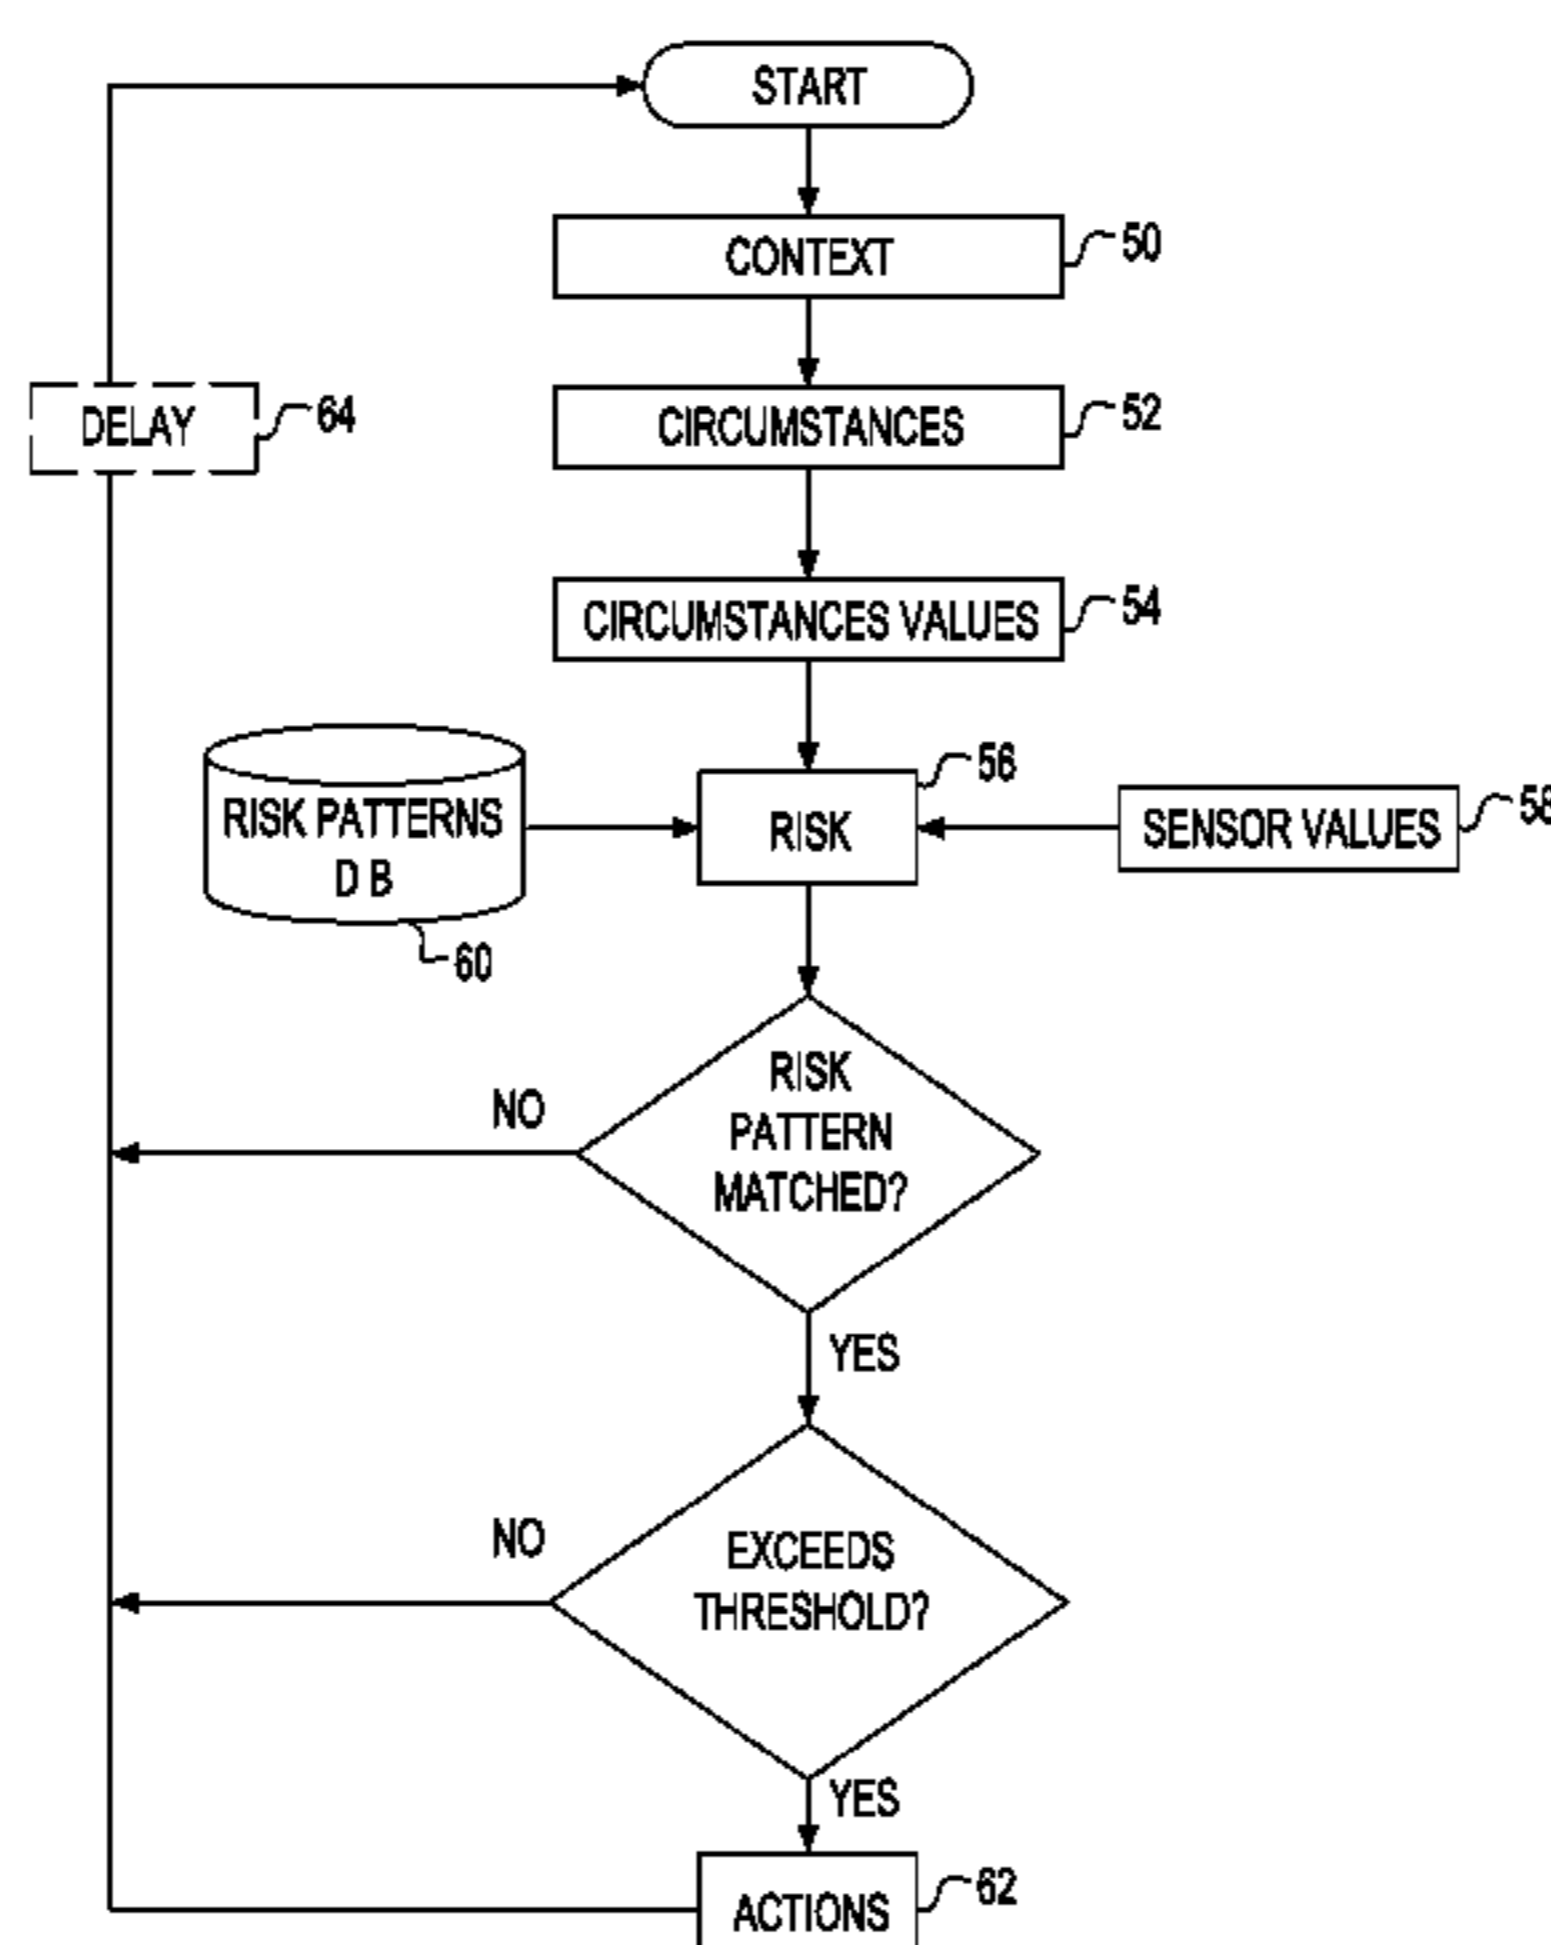 START
CONTEXT
50
CIRCUMSTANCES
52
DELAY
64
CIRCUMSTANCES VALUES
54
RISK PATTERNS
D B
60
RISK
56
SENSOR VALUES
58
RISK
PATTERN
MATCHED?
NO
YES
EXCEEDS
THRESHOLD?
NO
YES
ACTIONS
62